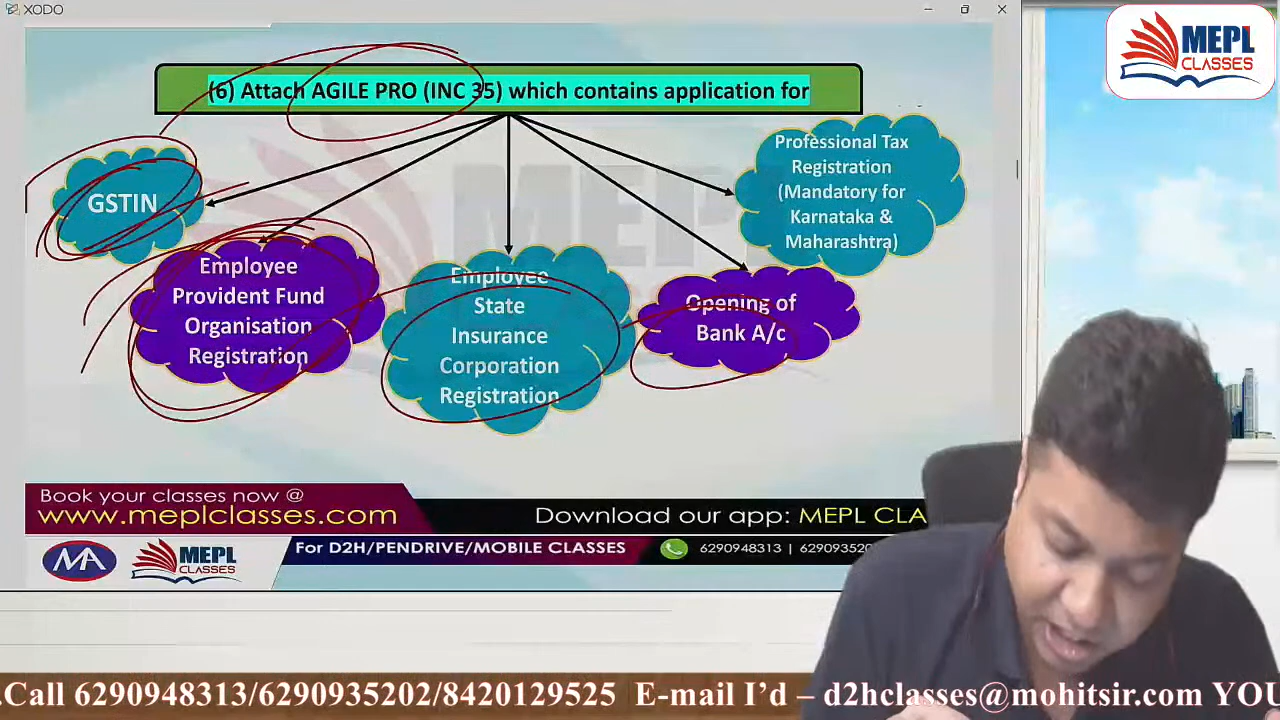 XODO
MEPL
CLASSES
(6) Attach AGILE PRO (INC 35) which contains application for
GSTIN
Employee
Provident Fund
Organisation
Registration
Employee
State
Insurance
Corporation
Registration
Opening of
Bank A/c
Professional Tax
Registration
(Mandatory for
Karnataka &
Maharashtra)
MEPL
Book your classes now @
www.meplclasses.com
Download our app: MEPL CLA
MA
MEPL
CLASSES
For D2H/PENDRIVE/MOBILE CLASSES
6290948313 | 629093520
.Call 6290948313/6290935202/8420129525 E-mail I'd – d2hclasses@mohitsir.com YOU